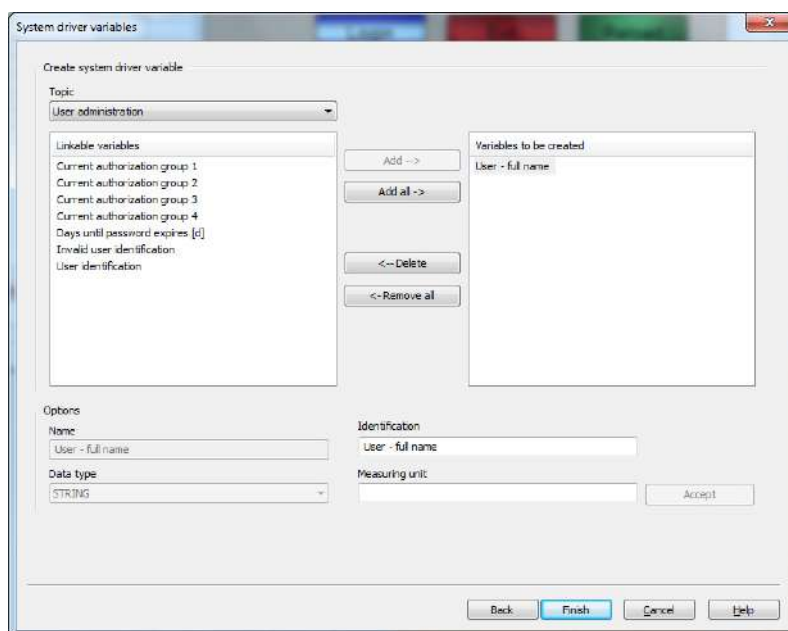 System driver variables
Create system driver variable
Topic
User administration
Linkable variables
Current authorization group 1
Current authorization group 2
Current authorization group 3
Current authorization group 4
Days until password expires [d]
Invalid user identification
User identification
Add -->
Add all ->
<-- Delete
<- Remove all
Variables to be created
User - full name
Options
Name
User - full name
Identification
User - full name
Data type
STRING
Measuring unit
Accept
Back
Finish
Cancel
Help